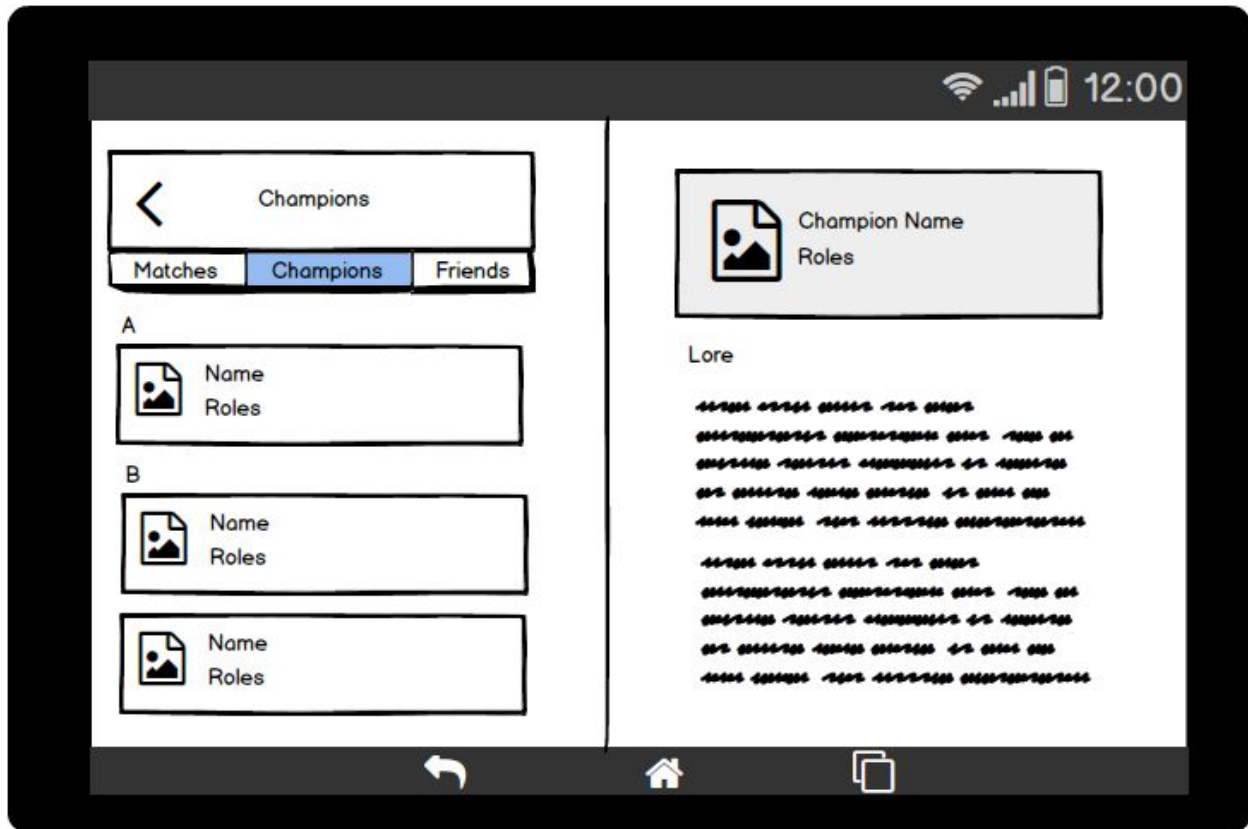 12:00
Champions
Matches Champions Friends
A
Name
Roles
B
Name
Roles
Name
Roles
Champion Name
Roles
Lore